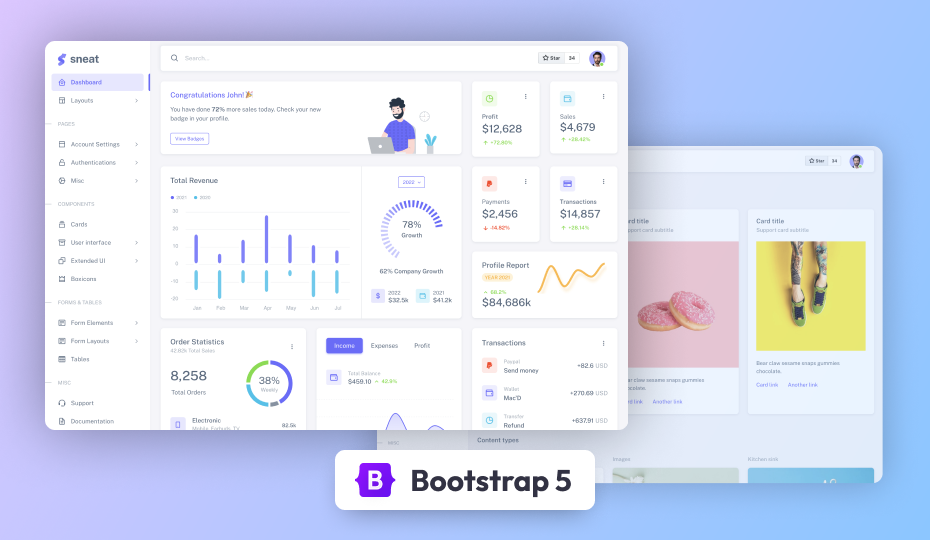 sneat
Dashboard
Layouts
PAGES
Account Settings
Authentications
Misc
COMPONENTS
Cards
User interface
Extended UI
Boxicons
FORMS & TABLES
Form Elements
Form Layouts
Tables
MISC
Support
Documentation
Search...
Star 34
Congratulations John! 🎉
You have done 72% more sales today. Check your new
badge in your profile.
View Badges
Profit
$12,628
+72.80%
Sales
$4,679
+28.42%
Total Revenue
2021 2020
30
20
10
0
-10
-20
Jan Feb Mar Apr May Jun Jul
2022
78%
Growth
62% Company Growth
2022
$32.5k
2021
$41.2k
Payments
$2,456
-14.82%
Transactions
$14,857
+28.14%
Profile Report
YEAR 2021
68.2%
$84,686k
Order Statistics
42.82k Total Sales
8,258
Total Orders
38%
Weekly
Electronic
Mobile, Earbuds, TV
82.5k
Income Expenses Profit
Total Balance
$459.10 42.9%
Transactions
Paypal
Send money
+82.6 USD
Wallet
Mac'D
+270.69 USD
Transfer
Refund
+637.91 USD
Star 34
rd title
Support card subtitle
Bear claw sesame snaps gummies
chocolate.
d link Another link
Card title
Support card subtitle
Bear claw sesame snaps gummies
chocolate.
Card link Another link
MISC
Content types
Images
Kitchen sink
B Bootstrap 5